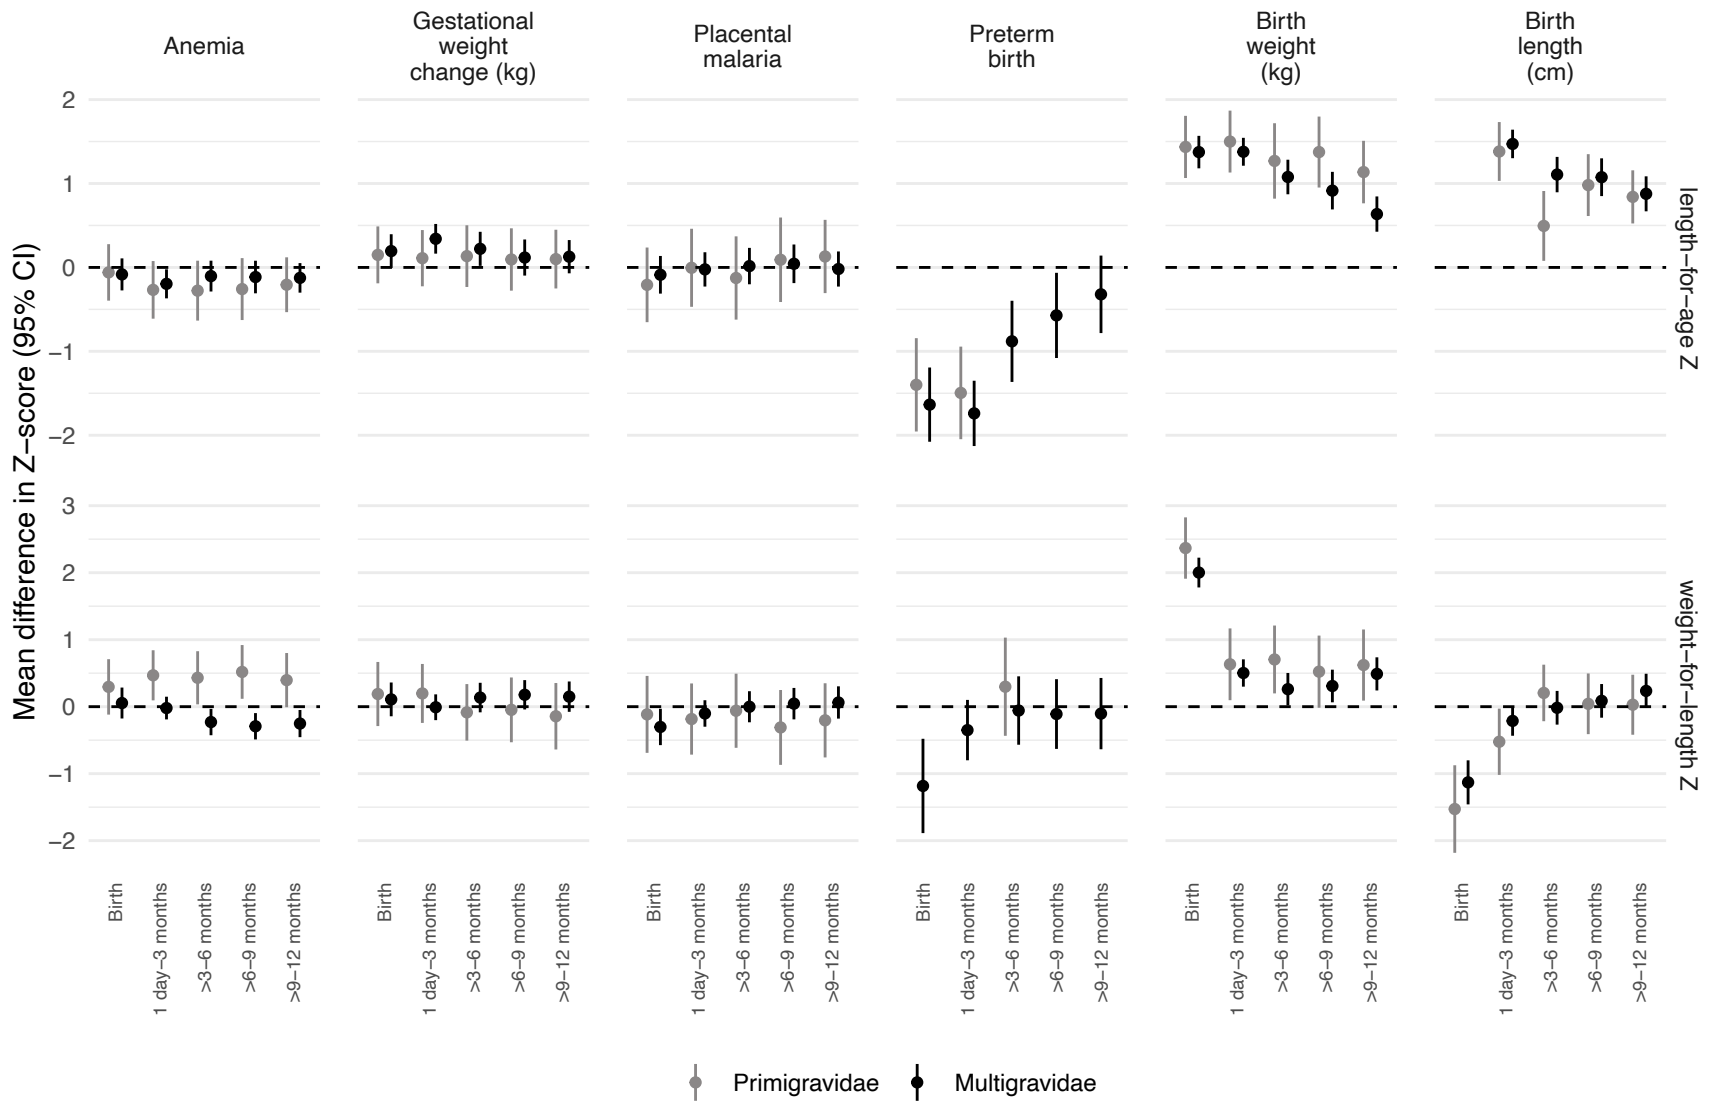 Anemia
Gestational
weight
change (kg)
Placental
malaria
Preterm
birth
Birth
weight
(kg)
Birth
length
(cm)
Mean difference in Z−score (95% CI)
2
1
0
−1
−2
length−for−age Z
3
2
1
0
−1
−2
weight−for−length Z
Birth
1 day−3 months
>3−6 months
>6−9 months
>9−12 months
Birth
1 day−3 months
>3−6 months
>6−9 months
>9−12 months
Birth
1 day−3 months
>3−6 months
>6−9 months
>9−12 months
Birth
1 day−3 months
>3−6 months
>6−9 months
>9−12 months
Birth
1 day−3 months
>3−6 months
>6−9 months
>9−12 months
Birth
1 day−3 months
>3−6 months
>6−9 months
>9−12 months
Primigravidae
Multigravidae